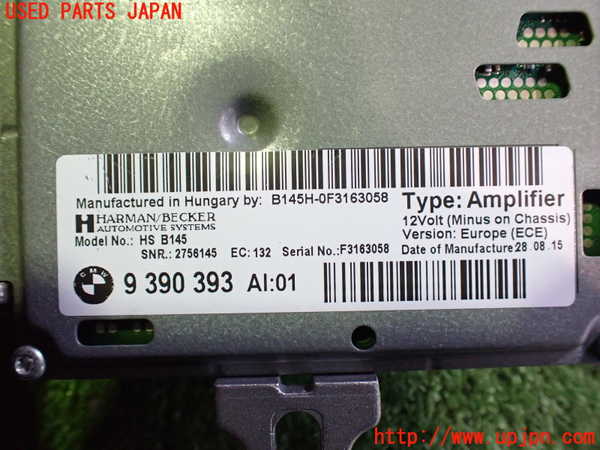 USED PARTS JAPAN
Manufactured in Hungary by: B145H-0F3163058
HARMAN/BECKER
AUTOMOTIVE SYSTEMS
Model No.: HS B145
SNR.: 2756145 EC: 132 Serial No.:F3163058
Type: Amplifier
12Volt (Minus on Chassis)
Version: Europe (ECE)
Date of Manufacture:28.08.15
BMW
9 390 393 AI:01
UPJ
http://www.upjpn.com/